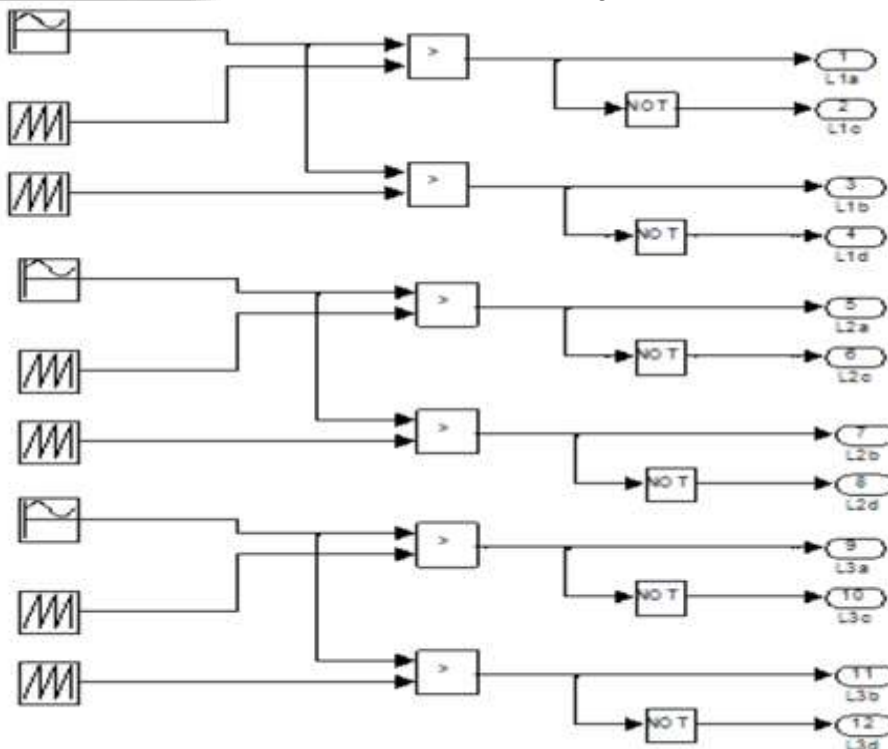 >
1
L1a
NOT
2
L1c
>
3
L1b
NOT
4
L1d
>
5
L2a
NOT
6
L2c
>
7
L2b
NOT
8
L2d
>
9
L3a
NOT
10
L3c
>
11
L3b
NOT
12
L3d